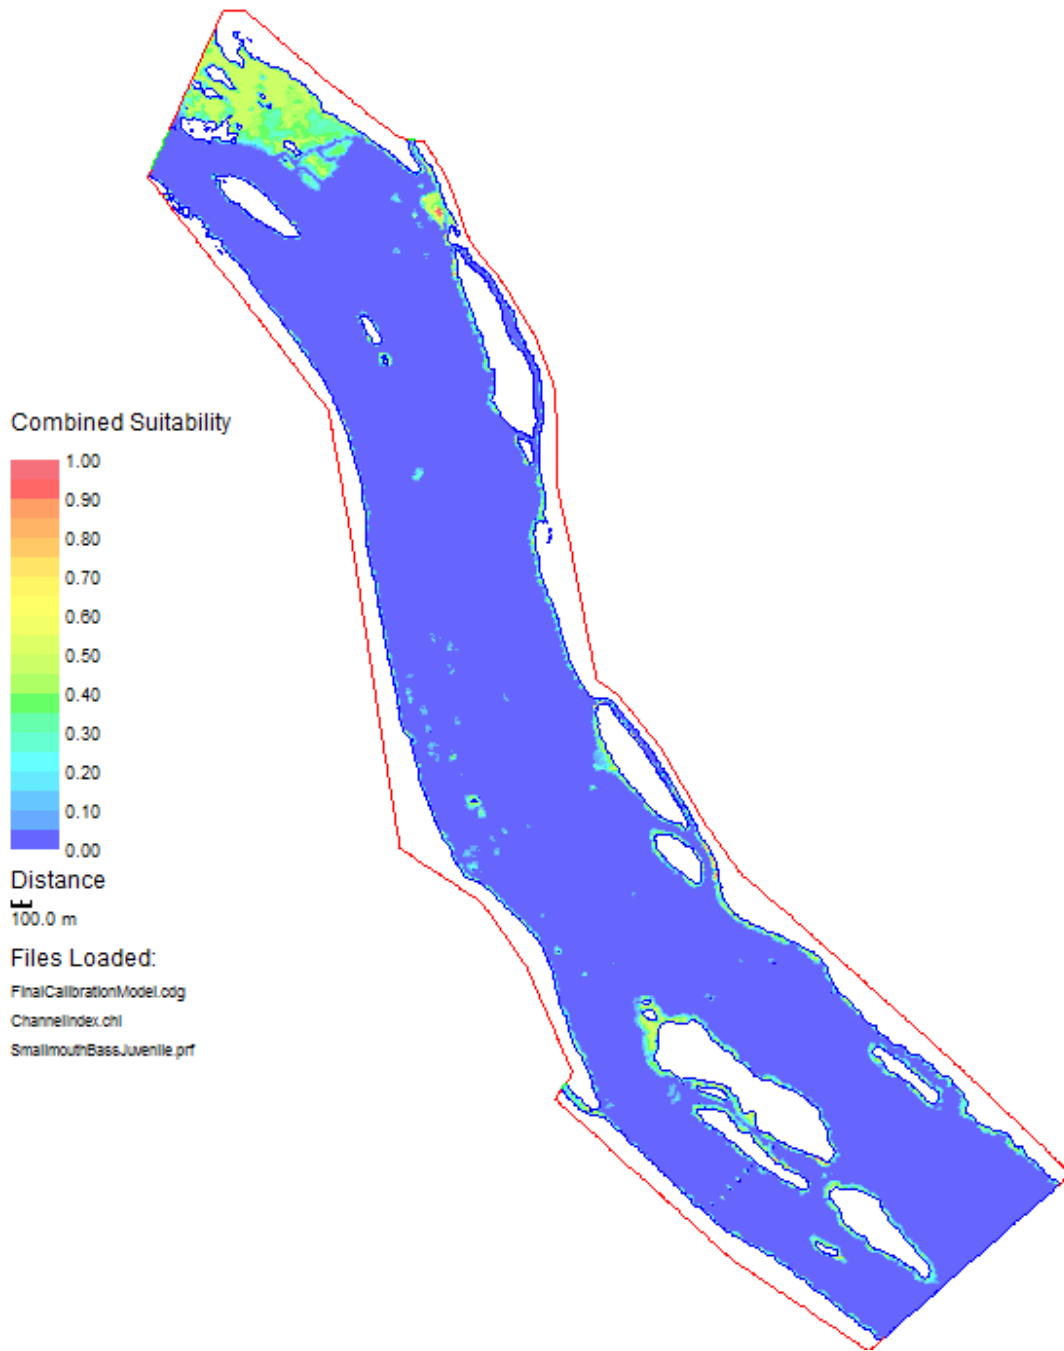 Combined Suitability
1.00
0.90
0.80
0.70
0.60
0.50
0.40
0.30
0.20
0.10
0.00
Distance
100.0 m
Files Loaded:
FinalCalibrationModel.cdg
ChannelIndex.chi
SmallmouthBassJuvenile.prf